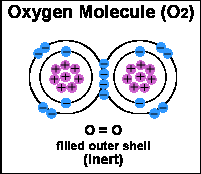 Oxygen Molecule (O2)
O = O
filled outer shell
(inert)